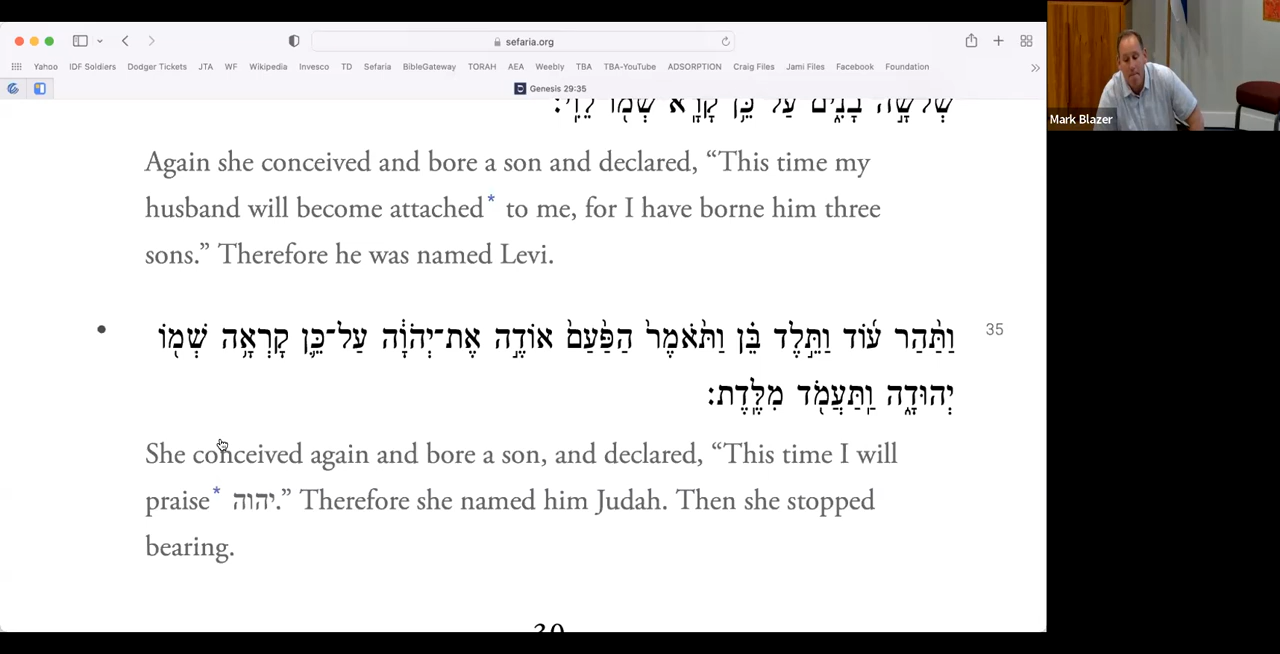 sefaria.org
Yahoo IDF Soldiers Dodger Tickets JTA WF Wikipedia Invesco TD Sefaria BibleGateway TORAH AEA Weebly TBA TBA-YouTube ADSORPTION Craig Files Jami Files Facebook Foundation
Genesis 29:35
Mark Blazer
שְׁלֹשָׁ֣ה בָנִ֑ים עַל־כֵּ֥ן קָרָֽא־שְׁמ֖וֹ לֵוִֽי׃
Again she conceived and bore a son and declared, “This time my
husband will become attached* to me, for I have borne him three
sons.” Therefore he was named Levi.
35
וַתַּ֨הַר ע֜וֹד וַתֵּ֣לֶד בֵּ֗ן וַתֹּ֙אמֶר֙ הַפַּ֙עַם֙ אוֹדֶ֣ה אֶת־יְהֹוָ֔ה עַל־כֵּ֛ן קָרְאָ֥ה שְׁמ֖וֹ
יְהוּדָ֑ה וַֽתַּעֲמֹ֖ד מִלֶּֽדֶת׃
She conceived again and bore a son, and declared, “This time I will
praise* יהוה.” Therefore she named him Judah. Then she stopped
bearing.
30